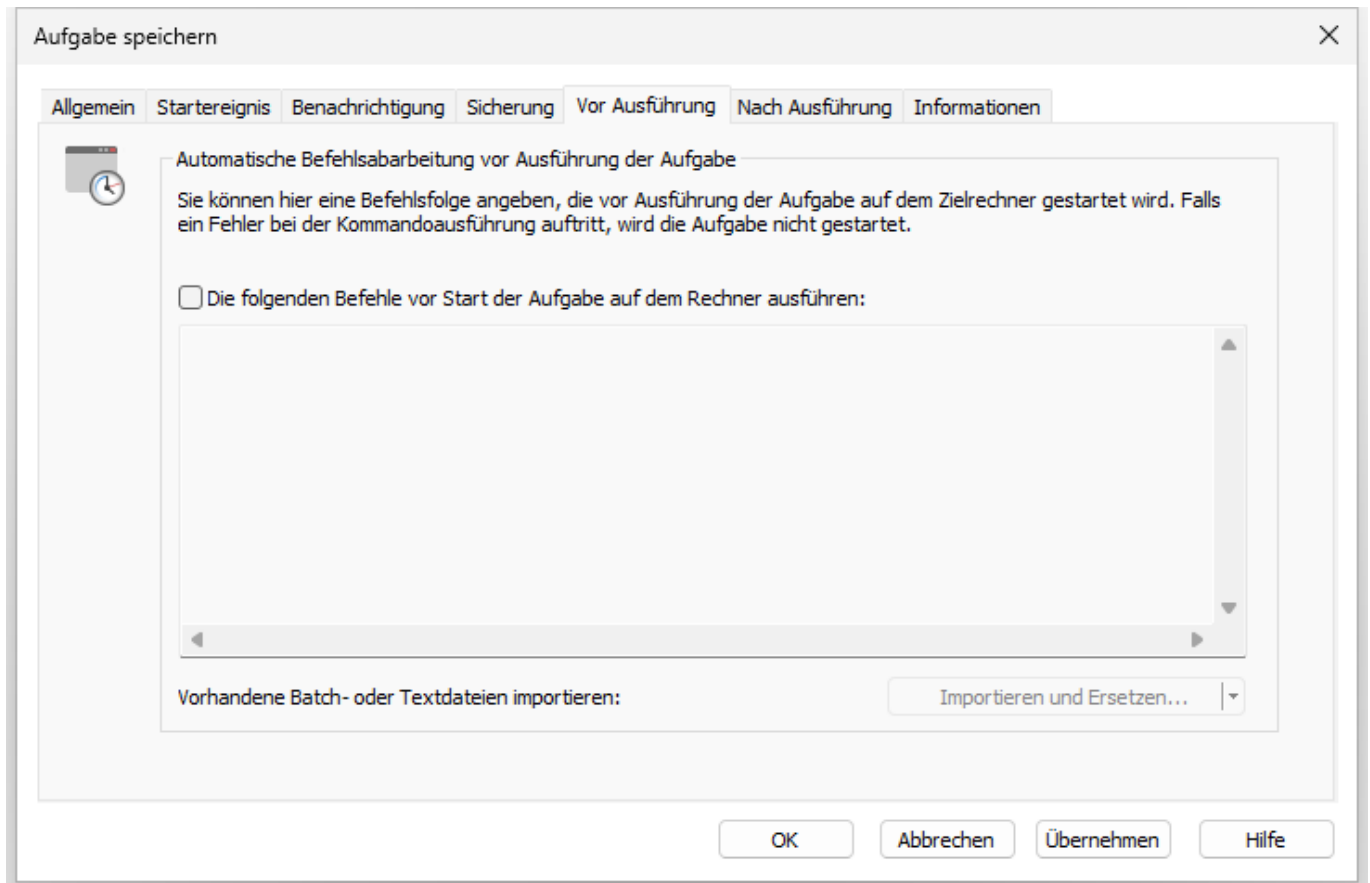 Aufgabe speichern
Allgemein Startereignis Benachrichtigung Sicherung Vor Ausführung Nach Ausführung Informationen
Automatische Befehlsabarbeitung vor Ausführung der Aufgabe
Sie können hier eine Befehlsfolge angeben, die vor Ausführung der Aufgabe auf dem Zielrechner gestartet wird. Falls
ein Fehler bei der Kommandoausführung auftritt, wird die Aufgabe nicht gestartet.
Die folgenden Befehle vor Start der Aufgabe auf dem Rechner ausführen:
Vorhandene Batch- oder Textdateien importieren: Importieren und Ersetzen...
OK Abbrechen Übernehmen Hilfe